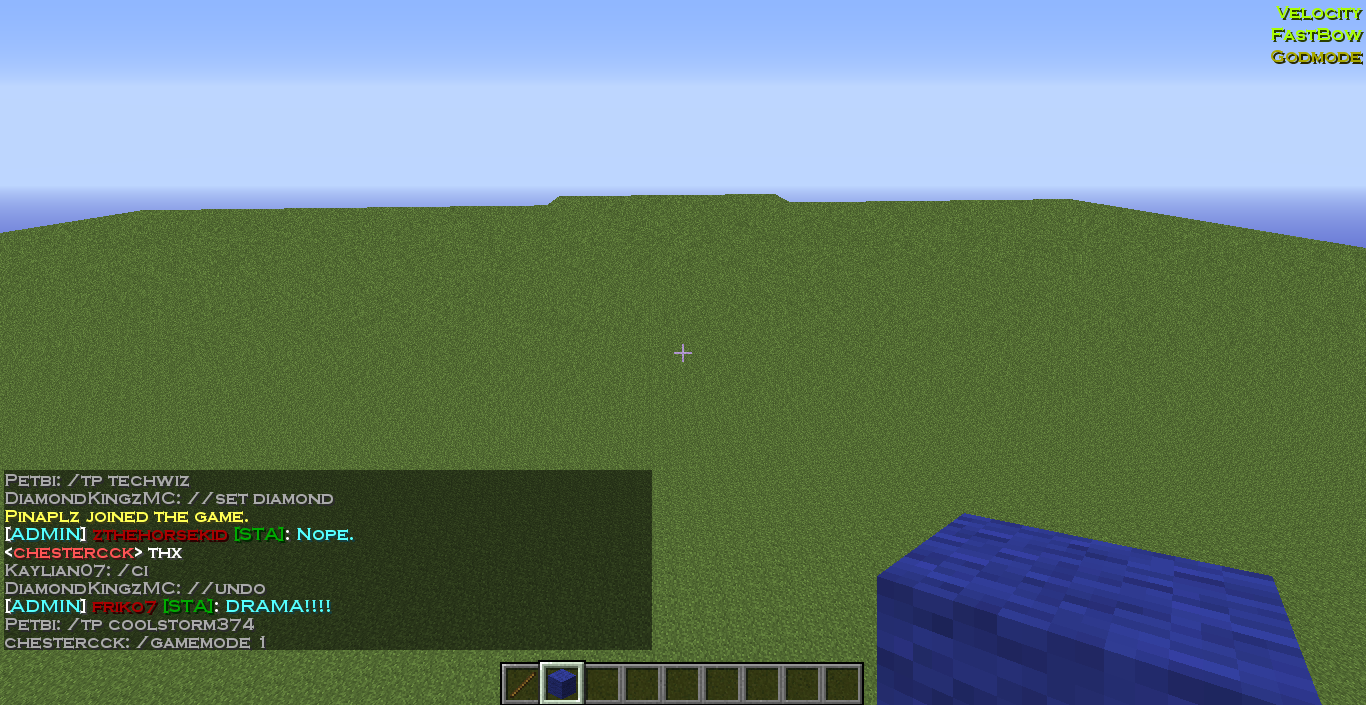 Velocity
FastBow
Godmode
Petbi: /tp techwiz
DiamondKingzMC: //set diamond
Pinaplz joined the game.
[ADMIN] zthehorsekid [STA]: Nope.
<chestercck> thx
Kaylian07: /ci
DiamondKingzMC: //undo
[ADMIN] prik07 [STA]: DRAMA!!!!
Petbi: /tp coolstorm374
chestercck: /gamemode 1